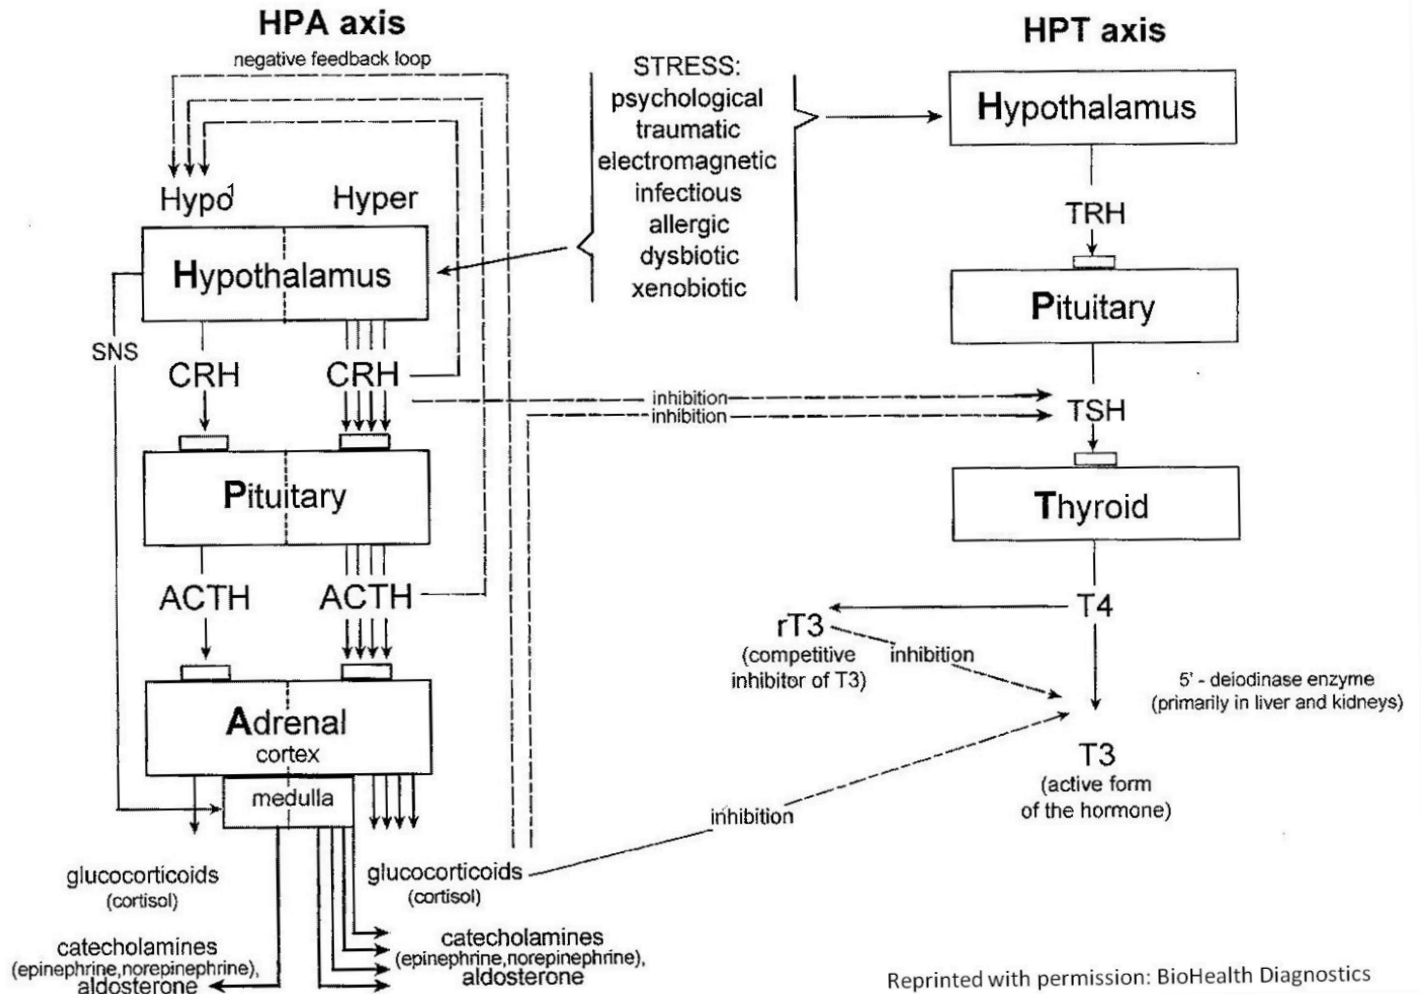 HPA axis
negative feedback loop
Hypo
Hyper
Hypothalamus
SNS
CRH
CRH
Pituitary
ACTH
ACTH
Adrenal
cortex
medulla
glucocorticoids
(cortisol)
glucocorticoids
(cortisol)
catecholamines
(epinephrine,norepinephrine),
aldosterone
catecholamines
(epinephrine,norepinephrine),
aldosterone
STRESS:
psychological
traumatic
electromagnetic
infectious
allergic
dysbiotic
xenobiotic
inhibition
inhibition
HPT axis
Hypothalamus
TRH
Pituitary
TSH
Thyroid
T4
rT3
(competitive
inhibitor of T3)
inhibition
5' - deiodinase enzyme
(primarily in liver and kidneys)
T3
(active form
of the hormone)
inhibition
Reprinted with permission: BioHealth Diagnostics